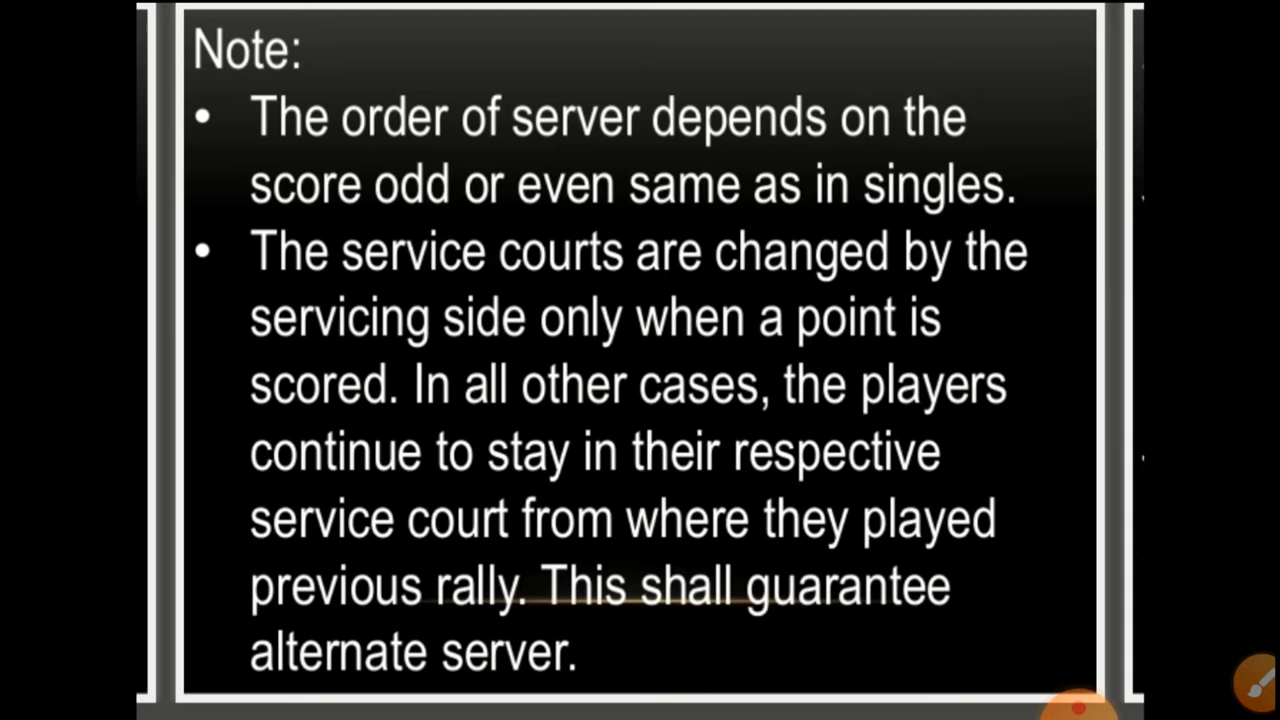 Note:
• The order of server depends on the
score odd or even same as in singles.
• The service courts are changed by the
servicing side only when a point is
scored. In all other cases, the players
continue to stay in their respective
service court from where they played
previous rally. This shall guarantee
alternate server.